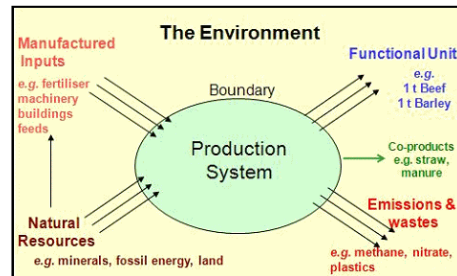 The Environment
Manufactured
Inputs
e.g. fertiliser
machinery
buildings
feeds
Functional Unit
e.g.
1 t Beef
1 t Barley
Boundary
Production
System
Co-products
e.g. straw,
manure
Natural
Resources
e.g. minerals, fossil energy, land
Emissions &
wastes
e.g. methane, nitrate,
plastics